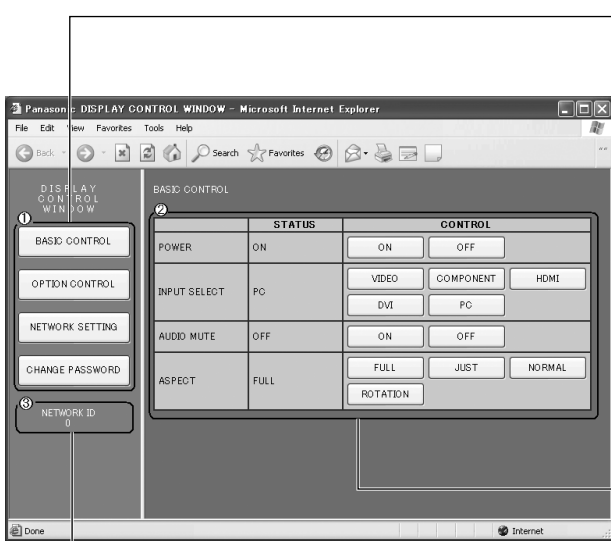 Panasonic DISPLAY CONTROL WINDOW - Microsoft Internet Explorer
File Edit View Favorites Tools Help
Back Search Favorites
DISPLAY
CONTROL
WINDOW
①
BASIC CONTROL
OPTION CONTROL
NETWORK SETTING
CHANGE PASSWORD
③
NETWORK ID
0
BASIC CONTROL
②
STATUS CONTROL
POWER ON ON OFF
INPUT SELECT PC VIDEO COMPONENT HDMI
DVI PC
AUDIO MUTE OFF ON OFF
ASPECT FULL FULL JUST NORMAL
ROTATION
Done Internet